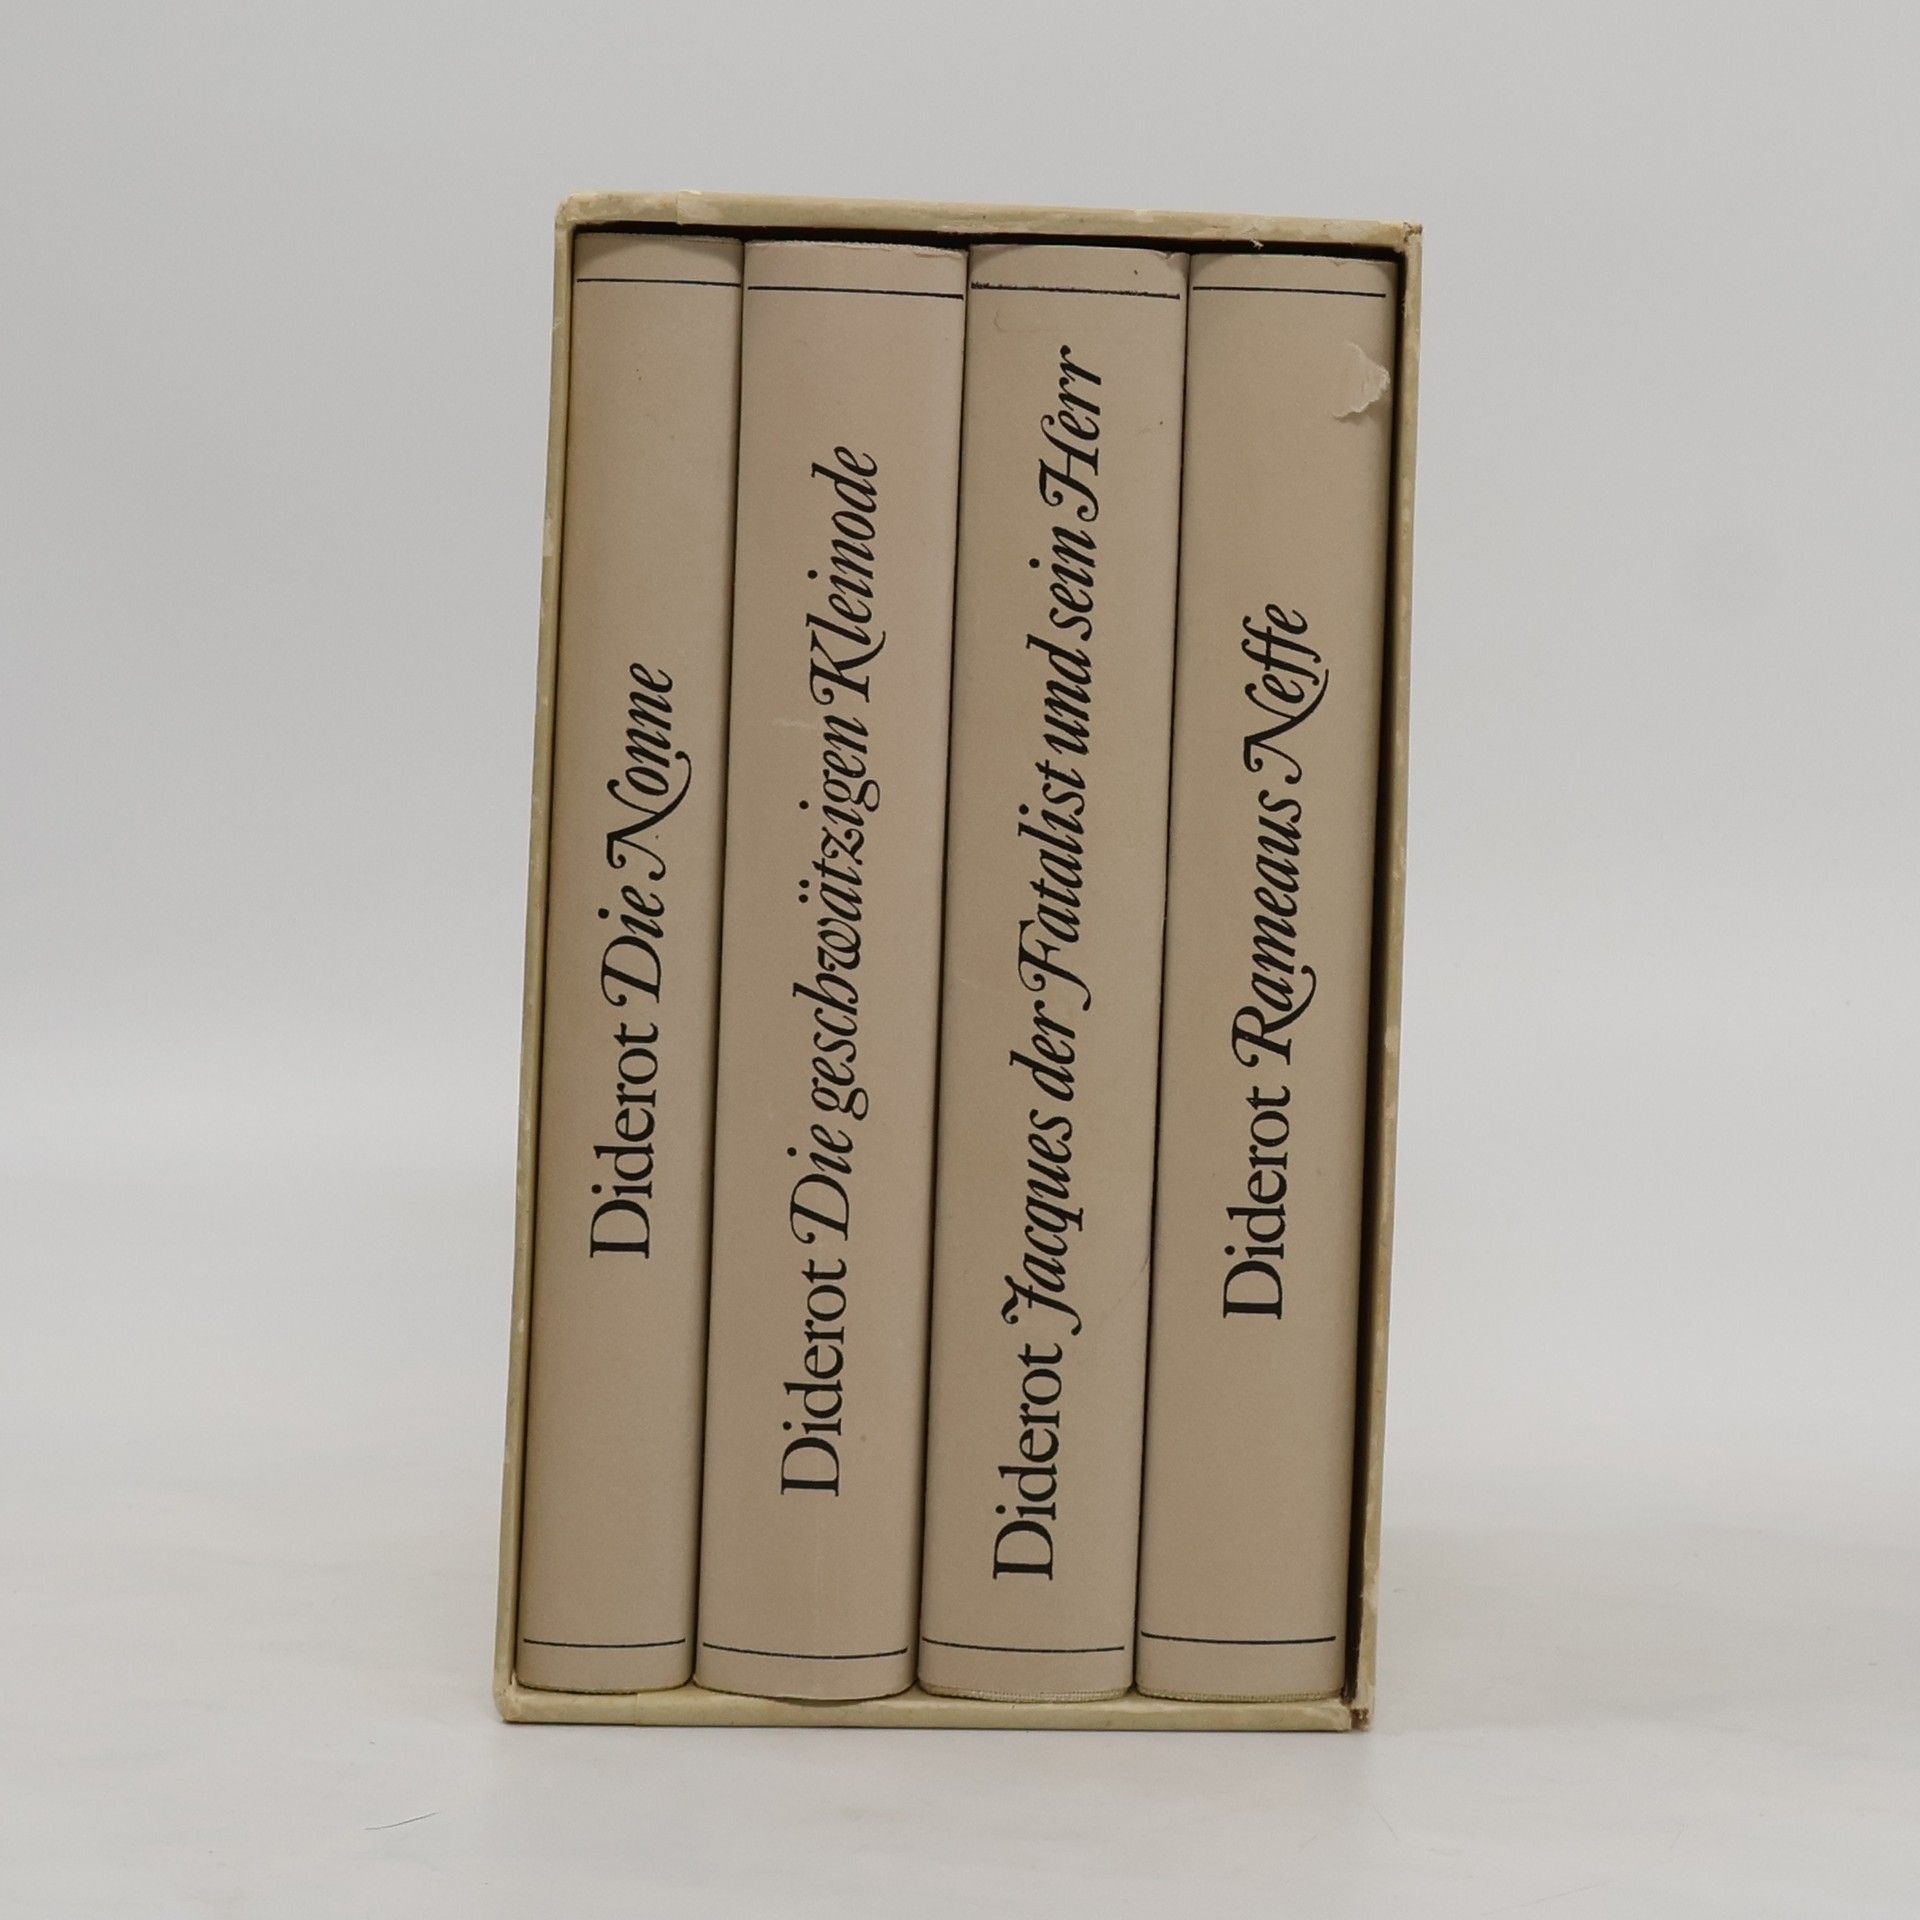 Diderot Die Nonne
Diderot Die geschwätzigen Kleinode
Diderot Jacques der Fatalist und sein Herr
Diderot Rameaus Neffe